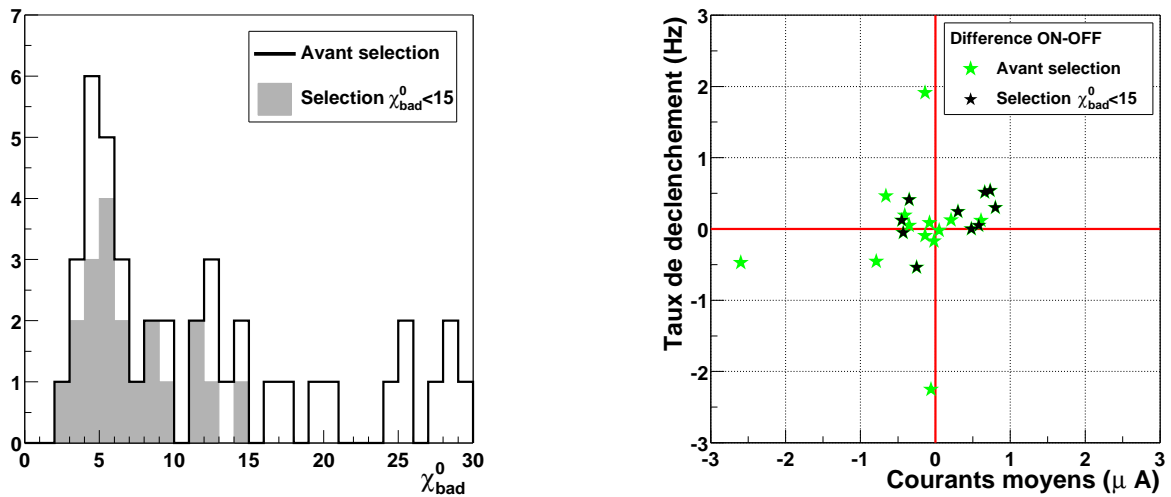 7
6
5
4
3
2
1
0
0 5 10 15 20 25 30
χ⁰bad
Avant selection
Selection χ⁰bad<15
Taux de declenchement (Hz)
3
2
1
0
-1
-2
-3
-3 -2 -1 0 1 2 3
Courants moyens (μ A)
Difference ON-OFF
Avant selection
Selection χ⁰bad<15